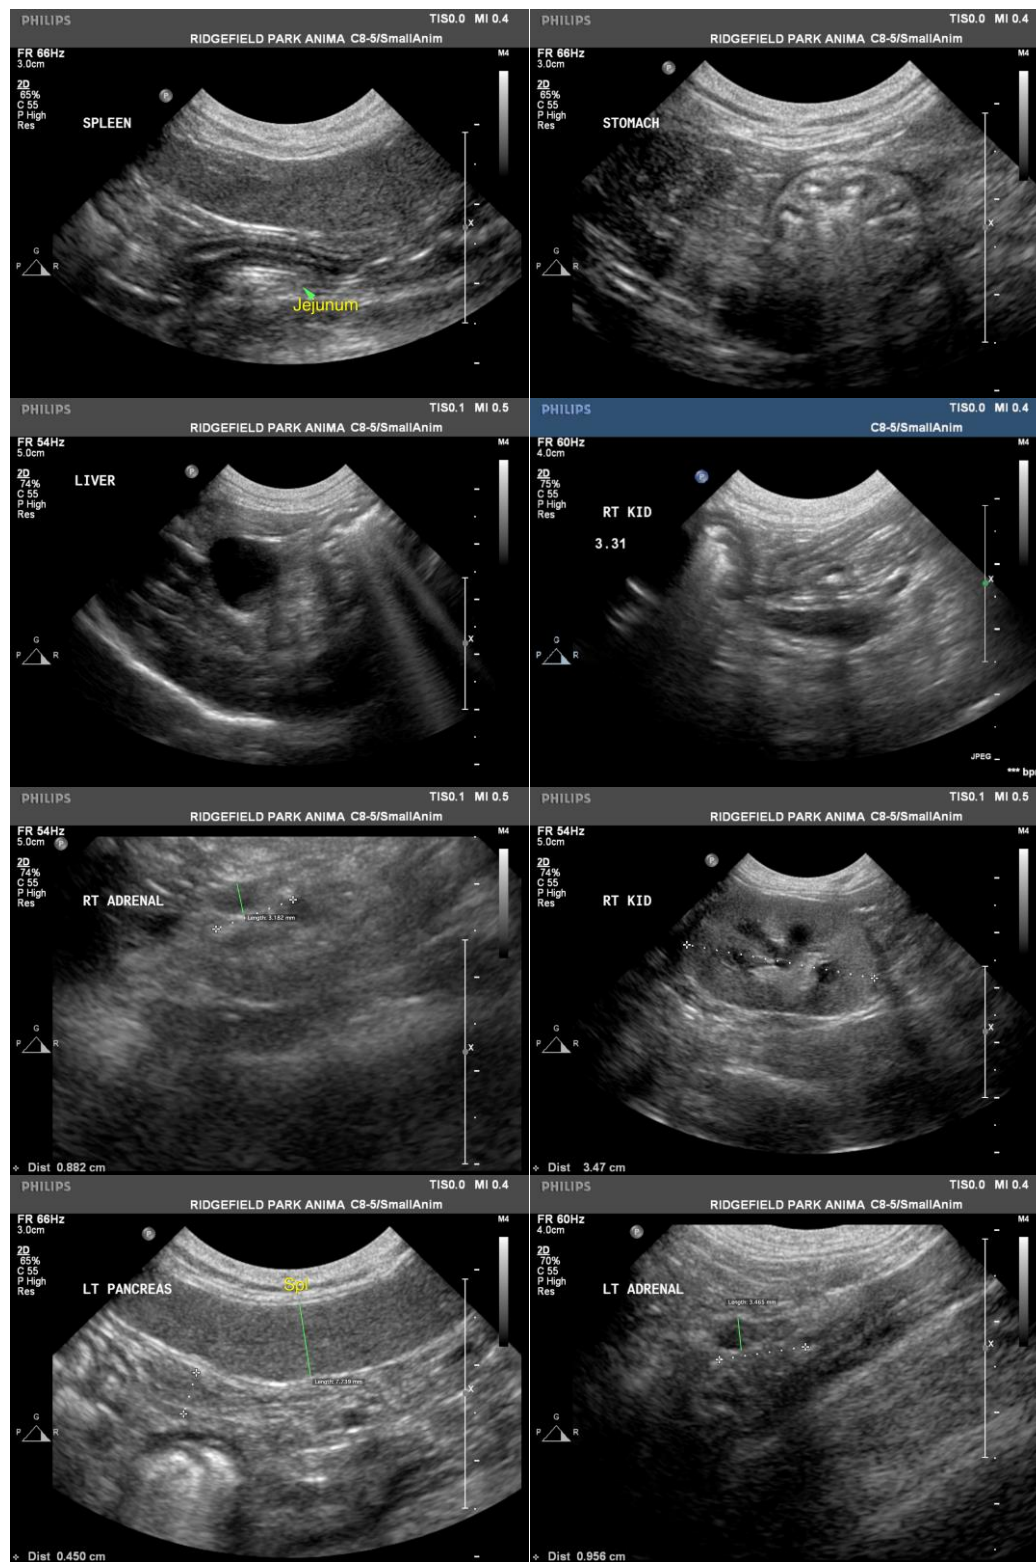 PHILIPS
TIS0.0 MI 0.4
RIDGEFIELD PARK ANIMA C8-5/SmallAnim
FR 66Hz
3.0cm
M4
2D
65%
C 55
P High
Res
P
SPLEEN
X
G
P R
Jejunum
PHILIPS
TIS0.0 MI 0.4
RIDGEFIELD PARK ANIMA C8-5/SmallAnim
FR 66Hz
3.0cm
M4
2D
65%
C 55
P High
Res
P
STOMACH
X
G
P R
PHILIPS
TIS0.1 MI 0.5
RIDGEFIELD PARK ANIMA C8-5/SmallAnim
FR 54Hz
5.0cm
M4
2D
74%
C 55
P High
Res
P
LIVER
X
G
P R
PHILIPS
TIS0.0 MI 0.4
C8-5/SmallAnim
FR 60Hz
4.0cm
M4
2D
75%
C 55
P High
Res
P
RT KID
3.31
X
G
P R
JPEG
*** bp
PHILIPS
TIS0.1 MI 0.5
RIDGEFIELD PARK ANIMA C8-5/SmallAnim
FR 54Hz
5.0cm
M4
2D
74%
C 55
P High
Res
P
RT ADRENAL
Length: 3.182 mm
X
G
P R
Dist 0.882 cm
PHILIPS
TIS0.1 MI 0.5
RIDGEFIELD PARK ANIMA C8-5/SmallAnim
FR 54Hz
5.0cm
M4
2D
74%
C 55
P High
Res
P
RT KID
X
G
P R
Dist 3.47 cm
PHILIPS
TIS0.0 MI 0.4
RIDGEFIELD PARK ANIMA C8-5/SmallAnim
FR 66Hz
3.0cm
M4
2D
65%
C 55
P High
Res
P
Spl
LT PANCREAS
Length: 7.739 mm
X
G
P R
Dist 0.450 cm
PHILIPS
TIS0.0 MI 0.4
RIDGEFIELD PARK ANIMA C8-5/SmallAnim
FR 60Hz
4.0cm
M4
2D
70%
C 55
P High
Res
P
LT ADRENAL
X
G
P R
Dist 0.956 cm